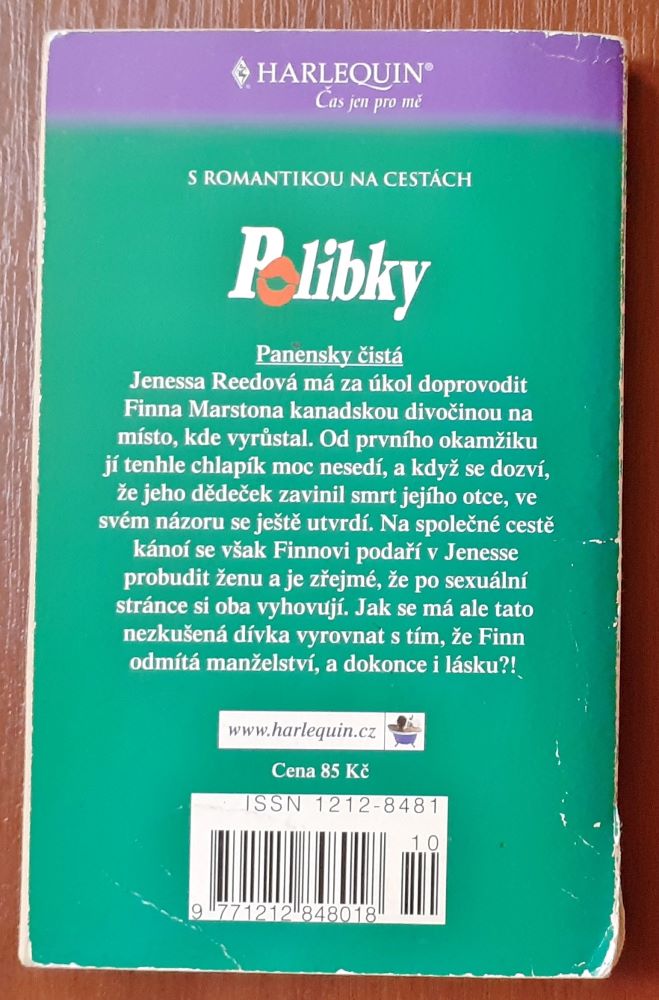 HARLEQUIN®
Čas jen pro mě
S ROMANTIKOU NA CESTÁCH
Polibky
Panensky čistá
Jenessa Reedová má za úkol doprovodit
Finna Marstona kanadskou divočinou na
místo, kde vyrůstal. Od prvního okamžiku
jí tenhle chlapík moc nesedí, a když se dozví,
že jeho dědeček zavinil smrt jejího otce, ve
svém názoru se ještě utvrdí. Na společné cestě
kánoí se však Finnovi podaří v Jenesse
probudit ženu a je zřejmé, že po sexuální
stránce si oba vyhovují. Jak se má ale tato
nezkušená dívka vyrovnat s tím, že Finn
odmítá manželství, a dokonce i lásku?!
www.harlequin.cz
Cena 85 Kč
ISSN 1212-8481
10
9 771212 848018